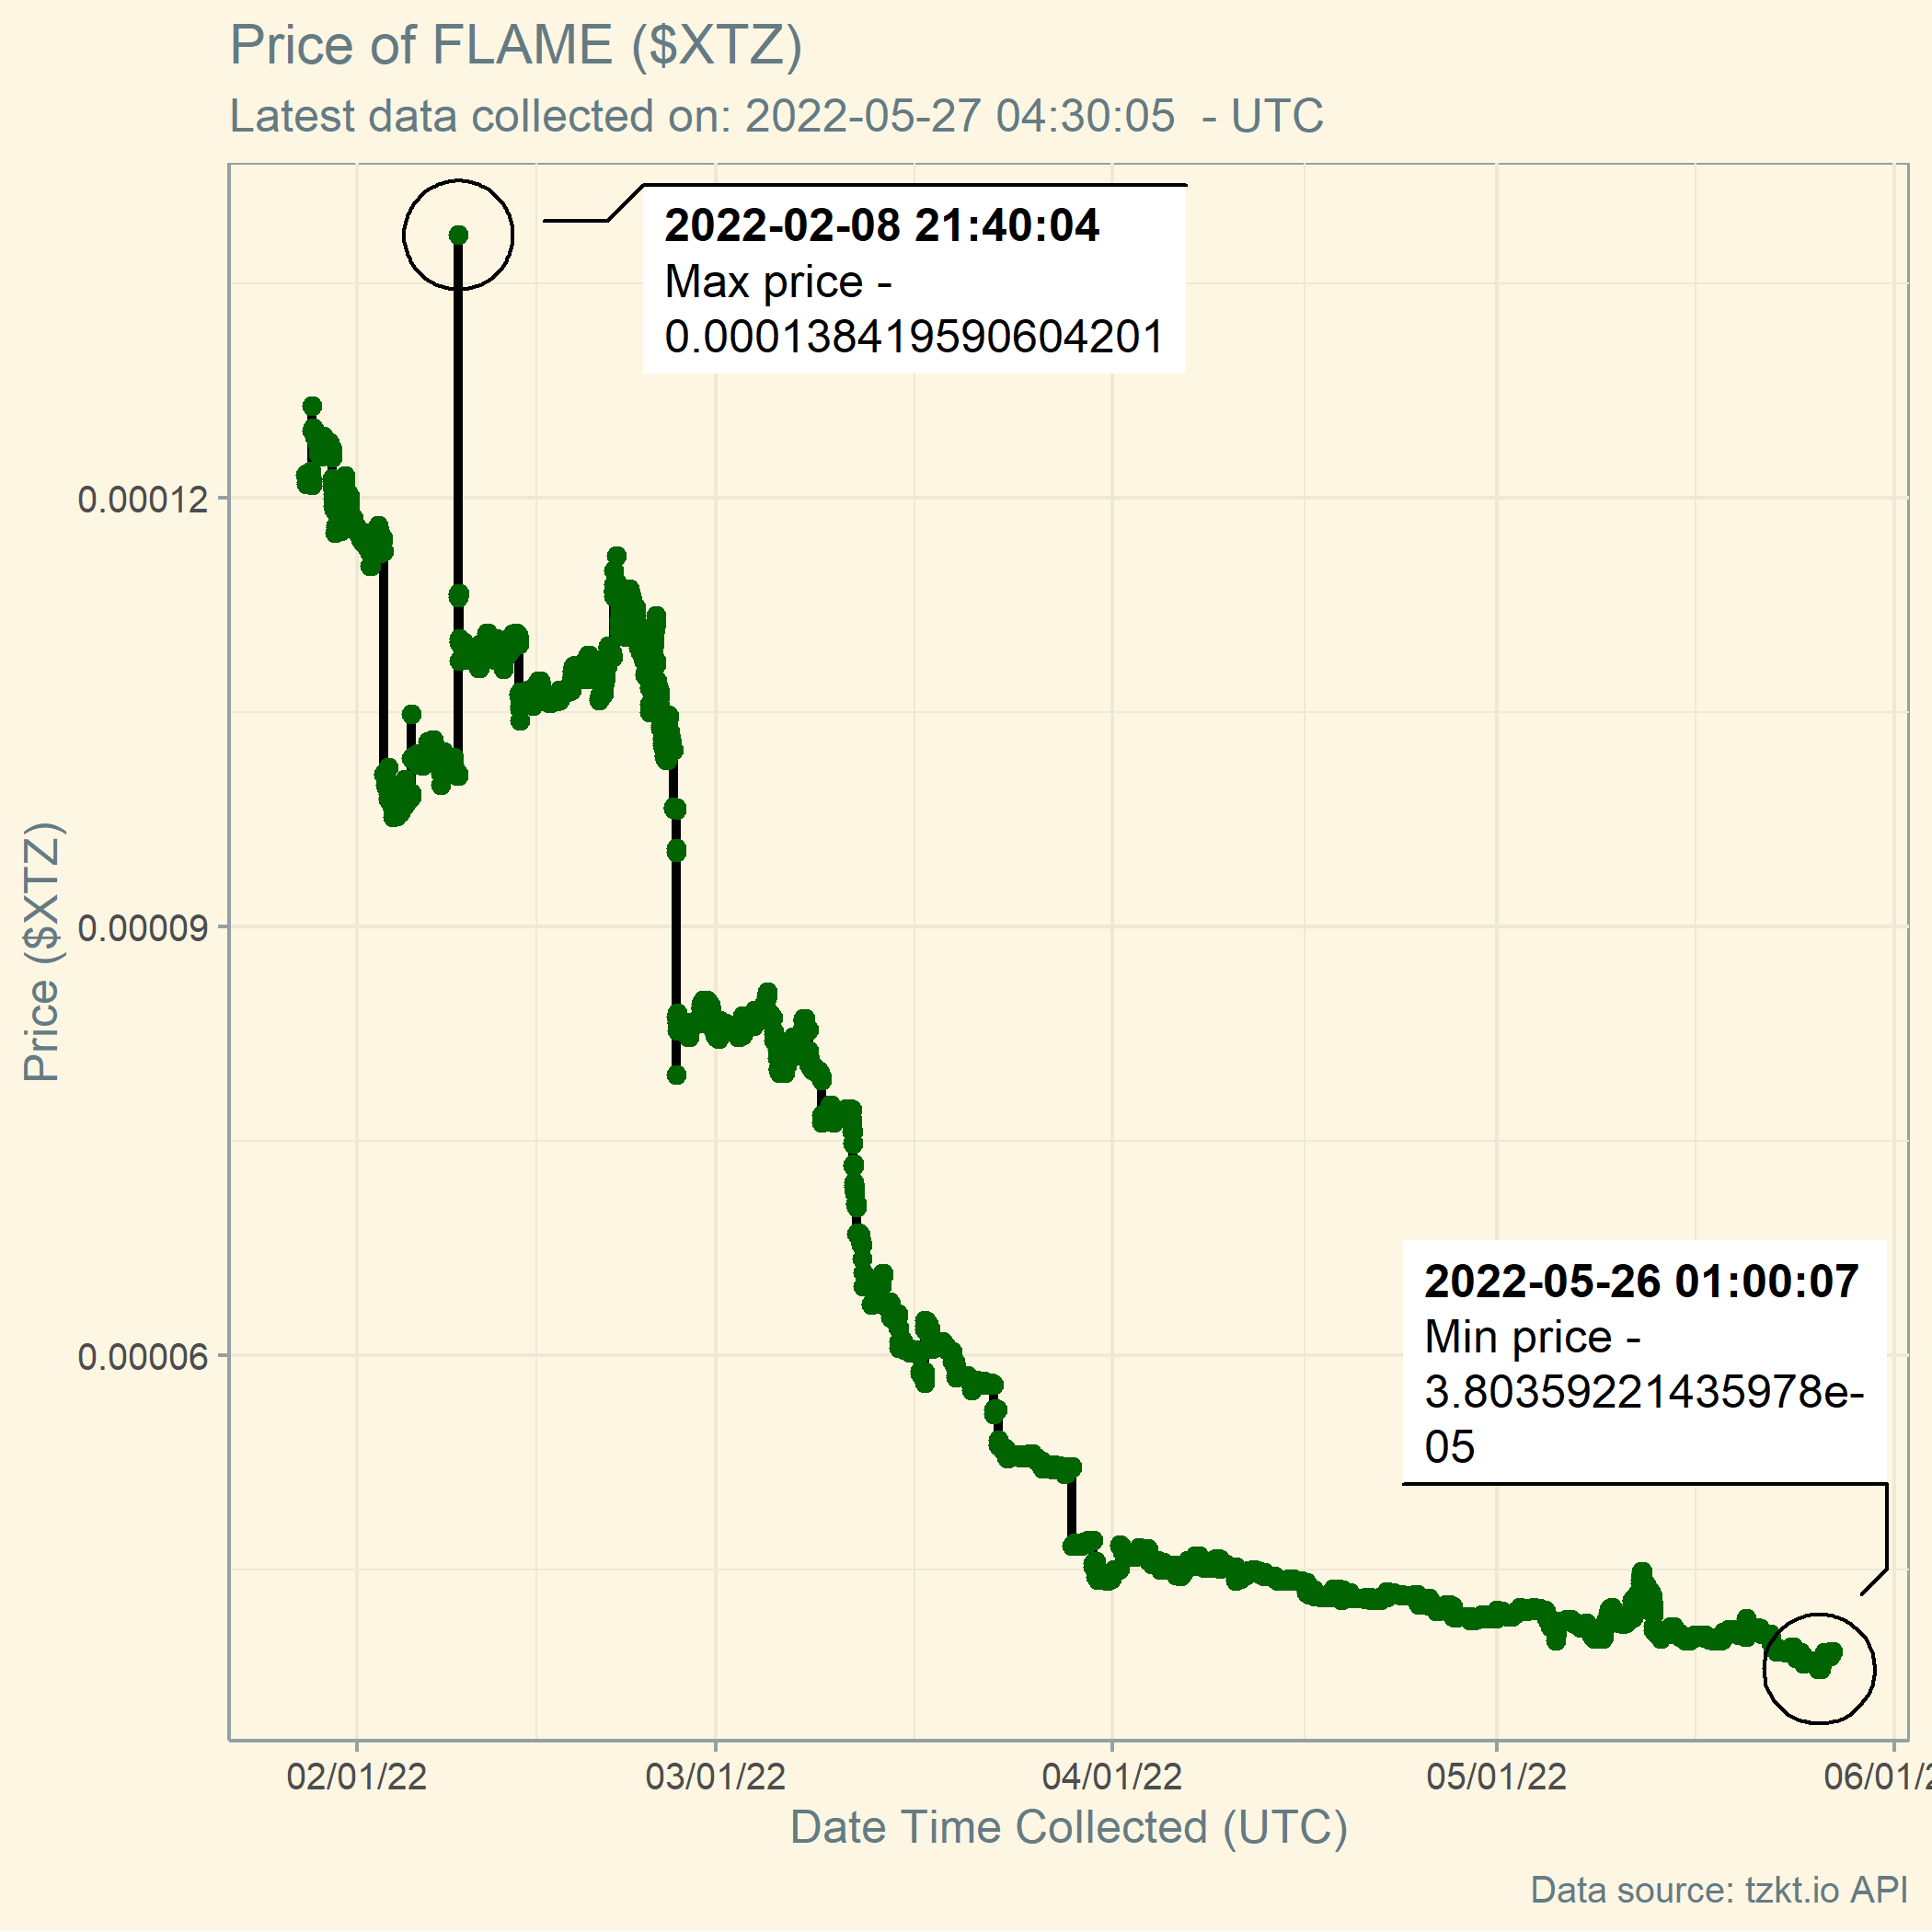 Price of FLAME ($XTZ)
Latest data collected on: 2022-05-27 04:30:05  - UTC
2022-02-08 21:40:04
Max price -
0.000138419590604201
0.00012
0.00009
0.00006
Price ($XTZ)
2022-05-26 01:00:07
Min price -
3.80359221435978e-
05
02/01/22
03/01/22
04/01/22
05/01/22
06/01/2
Date Time Collected (UTC)
Data source: tzkt.io API